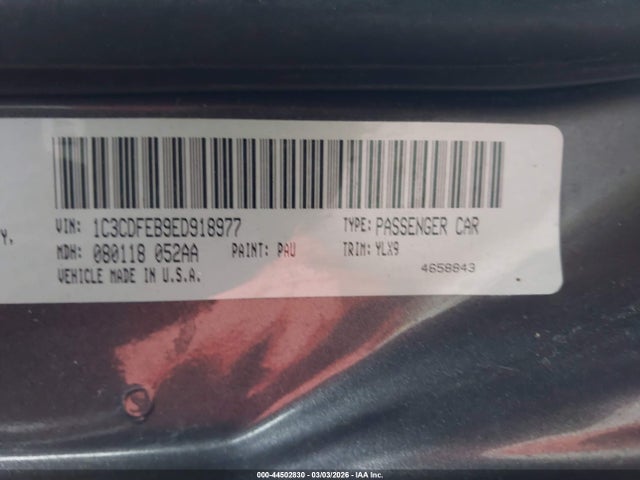 Y,
VIN: 1C3CDFEB9ED918977 TYPE: PASSENGER CAR
MDH: 080118 052AA PAINT: PAU TRIM: YLX9
VEHICLE MADE IN U.S.A. 4658843
000-44502830 - 03/03/2026 - IAA Inc.